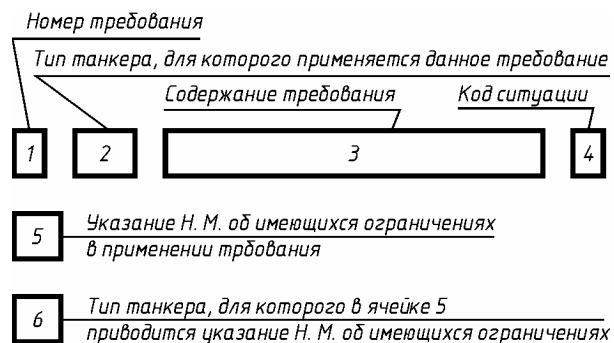 Номер требования
Тип танкера, для которого применяется данное требование
Содержание требования
Код ситуации
1
2
3
4
5
Указание Н. М. об имеющихся ограничениях
в применении трбования
6
Тип танкера, для которого в ячейке 5
приводится указание Н. М. об имеющихся ограничениях